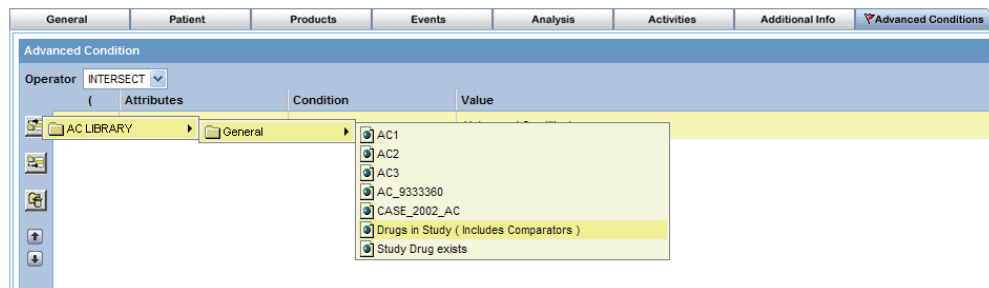 General Patient Products Events Analysis Activities Additional Info Advanced Conditions
Advanced Condition
Operator INTERSECT
( Attributes Condition Value
AC LIBRARY General
AC1
AC2
AC3
AC_9333360
CASE_2002_AC
Drugs in Study ( Includes Comparators )
Study Drug exists